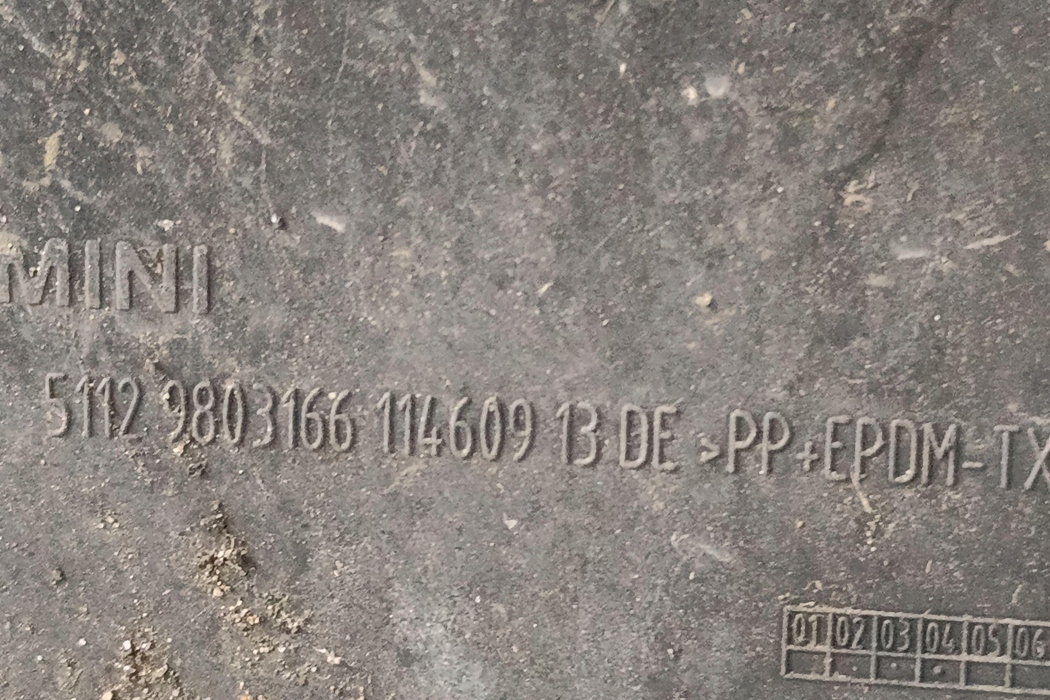 MINI
5112 9803166 114609 13 DE >PP+EPDM-TX
01 02 03 04 05 06